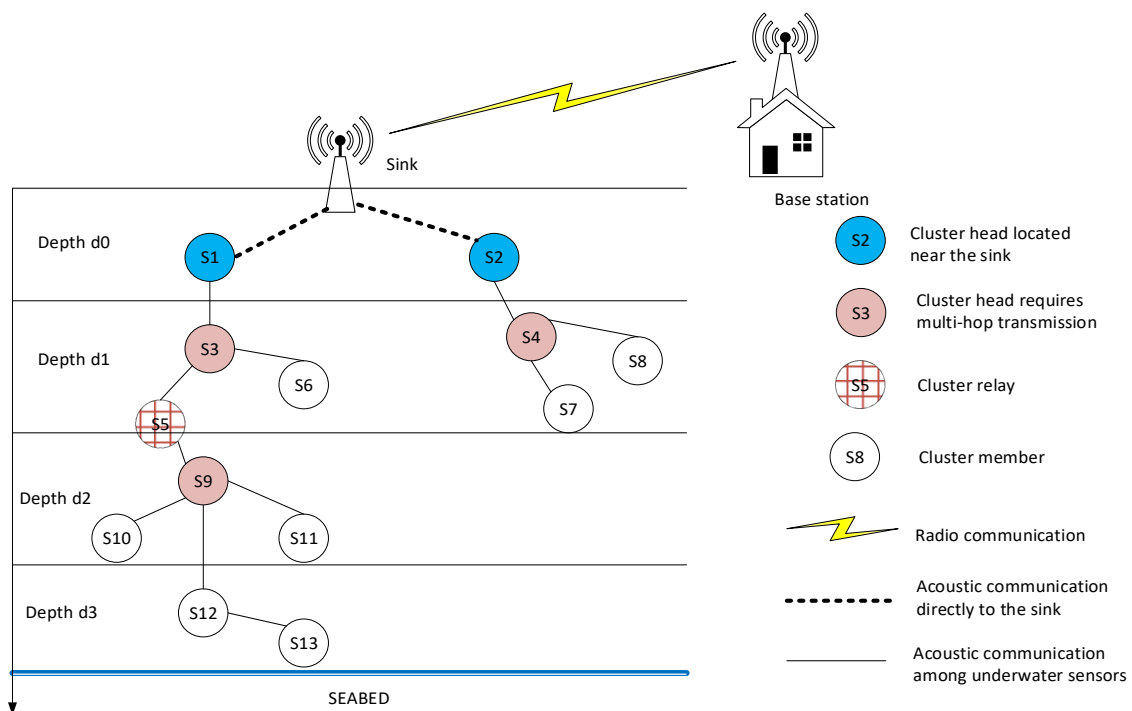 Sink
Base station
Depth d0
S1
S2
S2
Cluster head located
near the sink
Depth d1
S3
S4
S8
S6
S7
S5
S3
Cluster head requires
multi-hop transmission
S5
Cluster relay
Depth d2
S9
S10
S11
S8
Cluster member
Radio communication
Depth d3
S12
S13
Acoustic communication
directly to the sink
Acoustic communication
among underwater sensors
SEABED